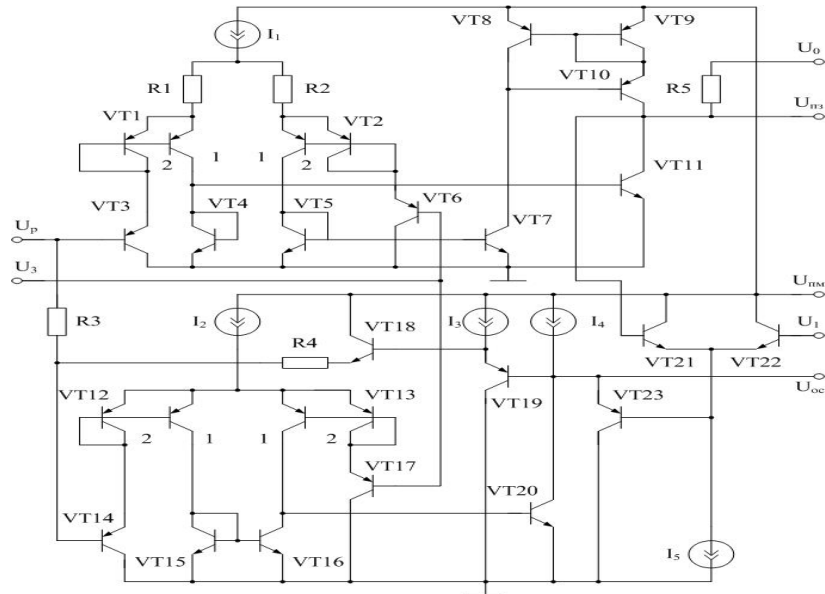 VT8
VT9
I₁
U₀
R1
R2
VT10
R5
Uпз
VT1
VT2
2
1
1
2
VT11
VT3
VT4
VT5
VT6
Uр
VT7
U₃
Uпм
R3
I₂
VT18
I₃
I₄
U₁
R4
VT21
VT22
VT12
VT13
VT19
VT23
Uос
2
1
1
2
VT17
VT20
VT14
VT15
VT16
I₅